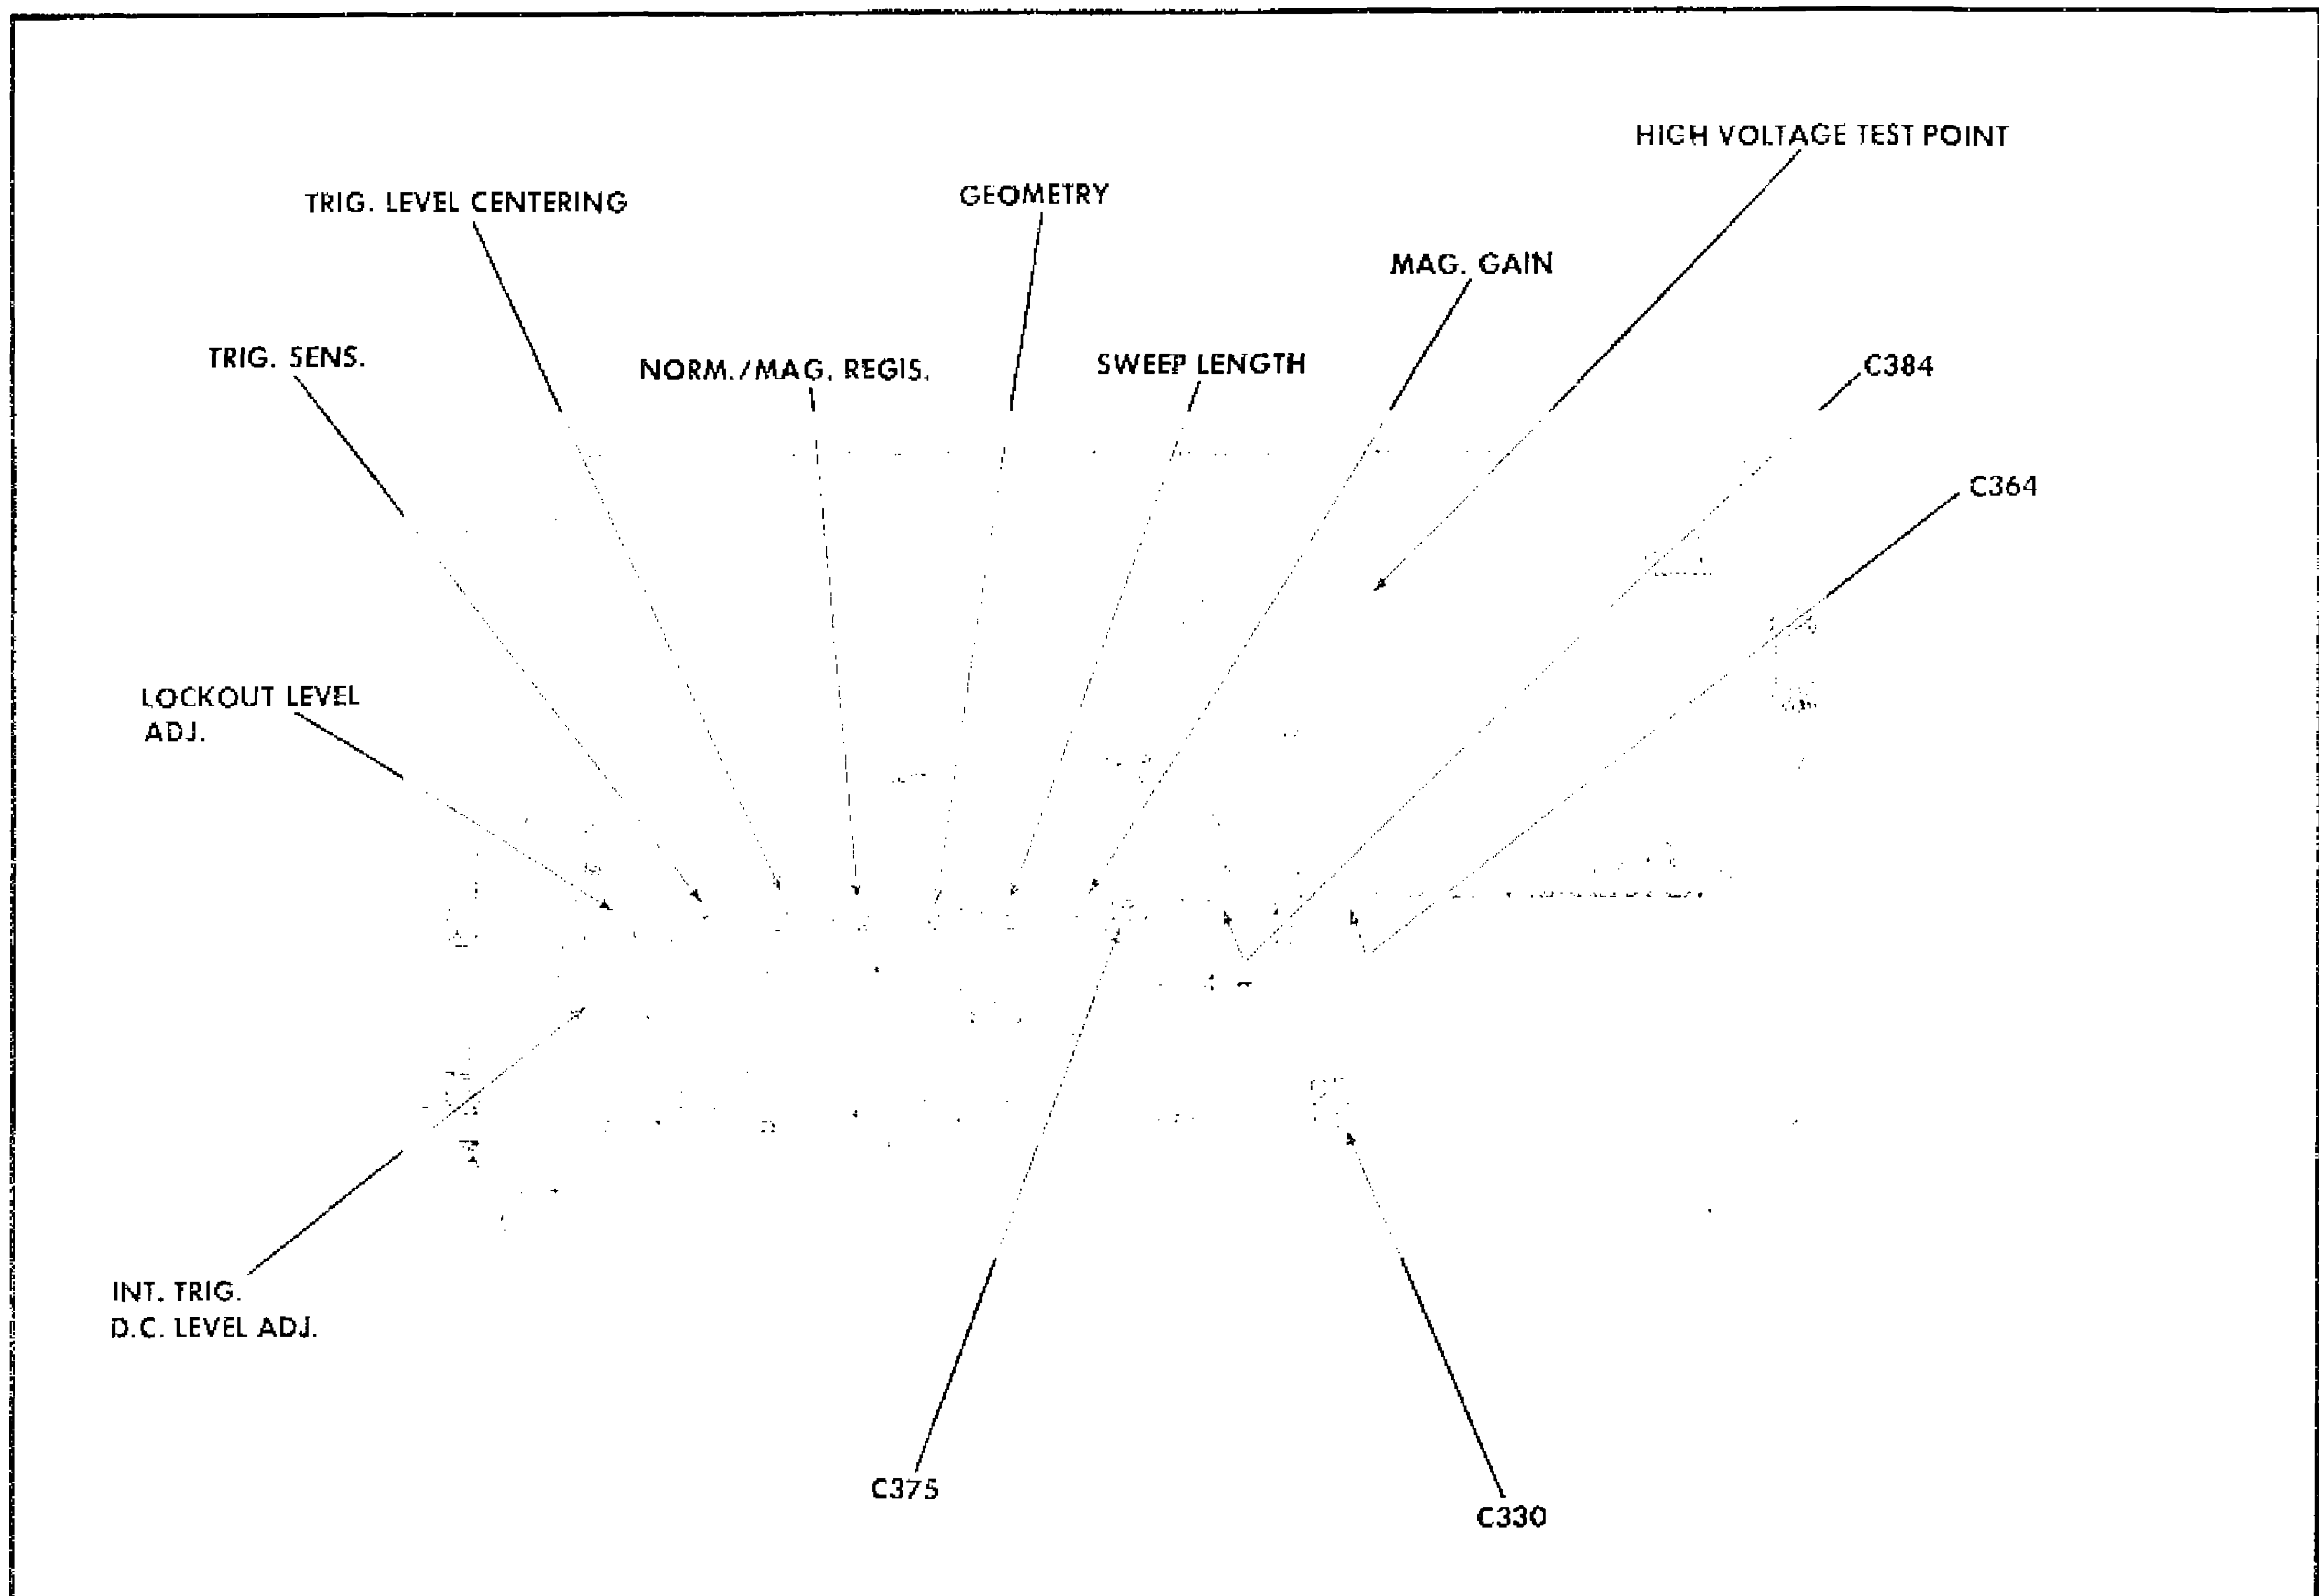 HIGH VOLTAGE TEST POINT
TRIG. LEVEL CENTERING
GEOMETRY
MAG. GAIN
TRIG. SENS.
NORM./MAG. REGIS.
SWEEP LENGTH
C384
C364
LOCKOUT LEVEL
ADJ.
INT. TRIG.
D.C. LEVEL ADJ.
C375
C330